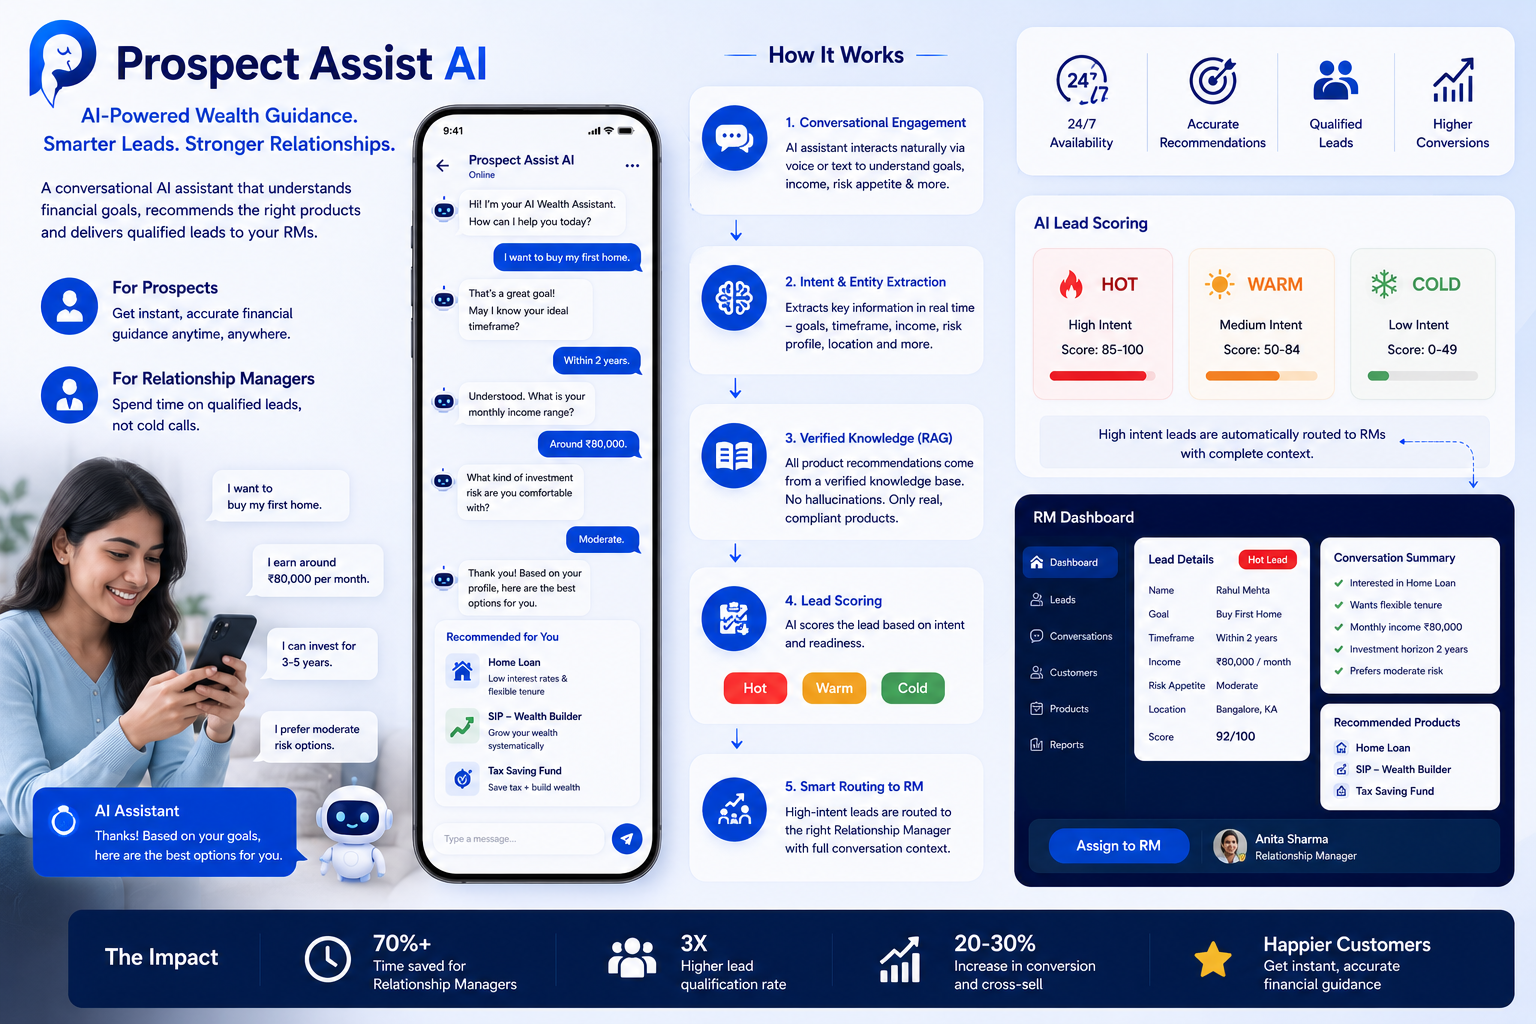 Prospect Assist AI
AI-Powered Wealth Guidance.
Smarter Leads. Stronger Relationships.
A conversational AI assistant that understands
financial goals, recommends the right products
and delivers qualified leads to your RMs.
For Prospects
Get instant, accurate financial
guidance anytime, anywhere.
For Relationship Managers
Spend time on qualified leads,
not cold calls.
I want to
buy my first home.
I earn around
₹80,000 per month.
I can invest for
3-5 years.
I prefer moderate
risk options.
AI Assistant
Thanks! Based on your goals,
here are the best options for you.
9:41
Prospect Assist AI
Online
Hi! I'm your AI Wealth Assistant.
How can I help you today?
I want to buy my first home.
That's a great goal!
May I know your ideal
timeframe?
Within 2 years.
Understood. What is your
monthly income range?
Around ₹80,000.
What kind of investment
risk are you comfortable
with?
Moderate.
Thank you! Based on your
profile, here are the best
options for you.
Recommended for You
Home Loan
Low interest rates &
flexible tenure
SIP – Wealth Builder
Grow your wealth
systematically
Tax Saving Fund
Save tax + build wealth
Type a message...
How It Works
1. Conversational Engagement
AI assistant interacts naturally via
voice or text to understand goals,
income, risk appetite & more.
2. Intent & Entity Extraction
Extracts key information in real time
– goals, timeframe, income, risk
profile, location and more.
3. Verified Knowledge (RAG)
All product recommendations come
from a verified knowledge base.
No hallucinations. Only real,
compliant products.
4. Lead Scoring
AI scores the lead based on intent
and readiness.
Hot
Warm
Cold
5. Smart Routing to RM
High-intent leads are routed to
the right Relationship Manager
with full conversation context.
24/7
Availability
Accurate
Recommendations
Qualified
Leads
Higher
Conversions
AI Lead Scoring
HOT
High Intent
Score: 85-100
WARM
Medium Intent
Score: 50-84
COLD
Low Intent
Score: 0-49
High intent leads are automatically routed to RMs
with complete context.
RM Dashboard
Dashboard
Leads
Conversations
Customers
Products
Reports
Lead Details
Hot Lead
Name Rahul Mehta
Goal Buy First Home
Timeframe Within 2 years
Income ₹80,000 / month
Risk Appetite Moderate
Location Bangalore, KA
Score 92/100
Conversation Summary
Interested in Home Loan
Wants flexible tenure
Monthly income ₹80,000
Investment horizon 2 years
Prefers moderate risk
Recommended Products
Home Loan
SIP – Wealth Builder
Tax Saving Fund
Assign to RM
Anita Sharma
Relationship Manager
The Impact
70%+
Time saved for
Relationship Managers
3X
Higher lead
qualification rate
20-30%
Increase in conversion
and cross-sell
Happier Customers
Get instant, accurate
financial guidance